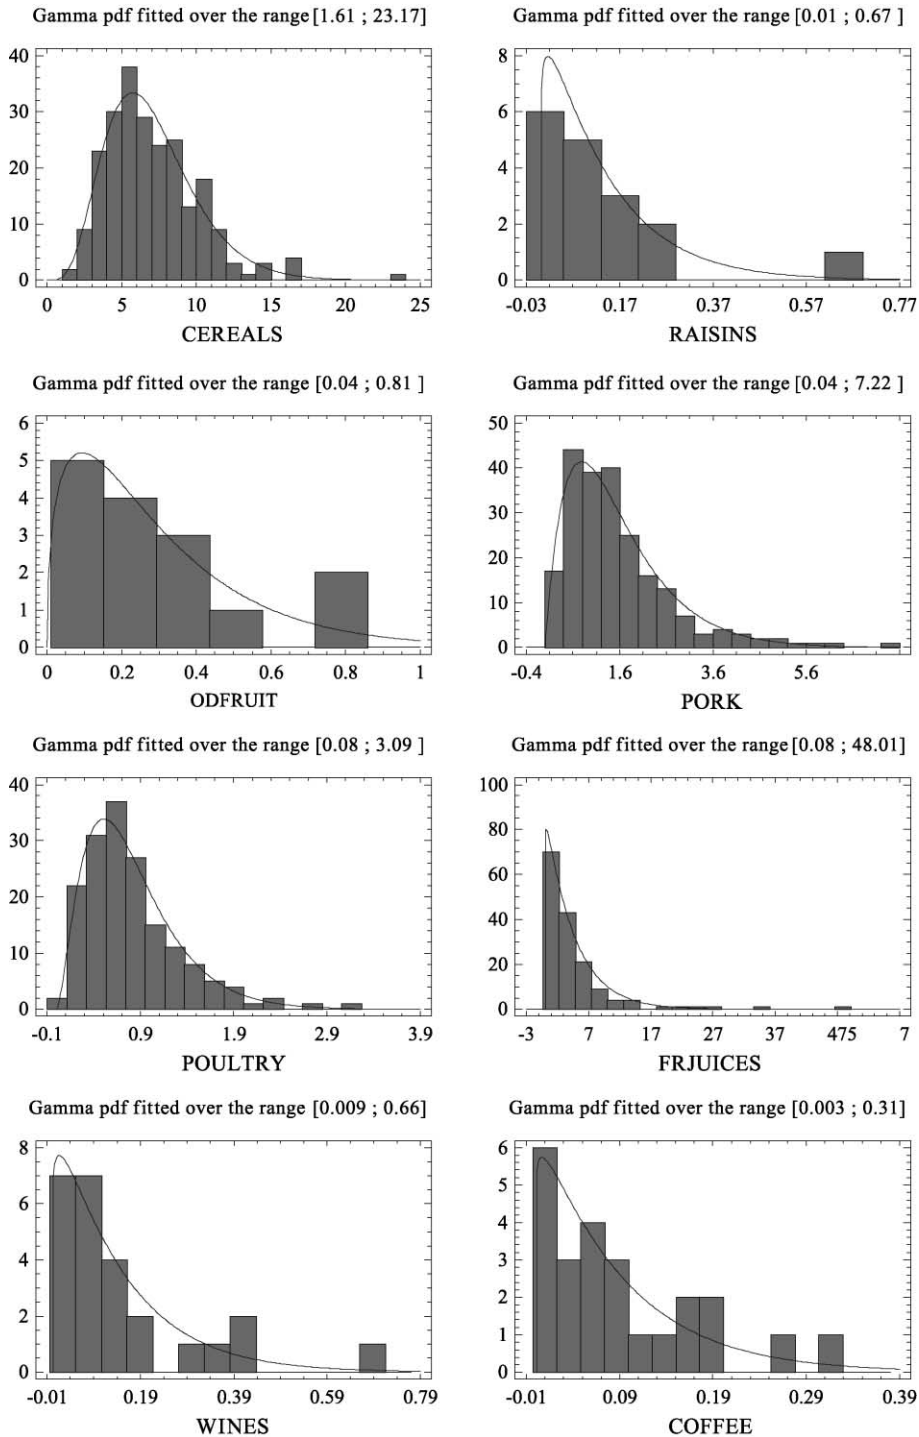 Gamma pdf fitted over the range [1.61 ; 23.17]
40
30
20
10
0
0 5 10 15 20 25
CEREALS
Gamma pdf fitted over the range [0.01 ; 0.67 ]
8
6
4
2
0
-0.03 0.17 0.37 0.57 0.77
RAISINS
Gamma pdf fitted over the range [0.04 ; 0.81 ]
6
5
4
3
2
1
0
0 0.2 0.4 0.6 0.8 1
ODFRUIT
Gamma pdf fitted over the range [0.04 ; 7.22 ]
50
40
30
20
10
0
-0.4 1.6 3.6 5.6
PORK
Gamma pdf fitted over the range [0.08 ; 3.09 ]
40
30
20
10
0
-0.1 0.9 1.9 2.9 3.9
POULTRY
Gamma pdf fitted over the range [0.08 ; 48.01]
100
80
60
40
20
0
-3 7 17 27 37 475 7
FRJUICES
Gamma pdf fitted over the range [0.009 ; 0.66]
8
6
4
2
0
-0.01 0.19 0.39 0.59 0.79
WINES
Gamma pdf fitted over the range [0.003 ; 0.31]
6
5
4
3
2
1
0
-0.01 0.09 0.19 0.29 0.39
COFFEE